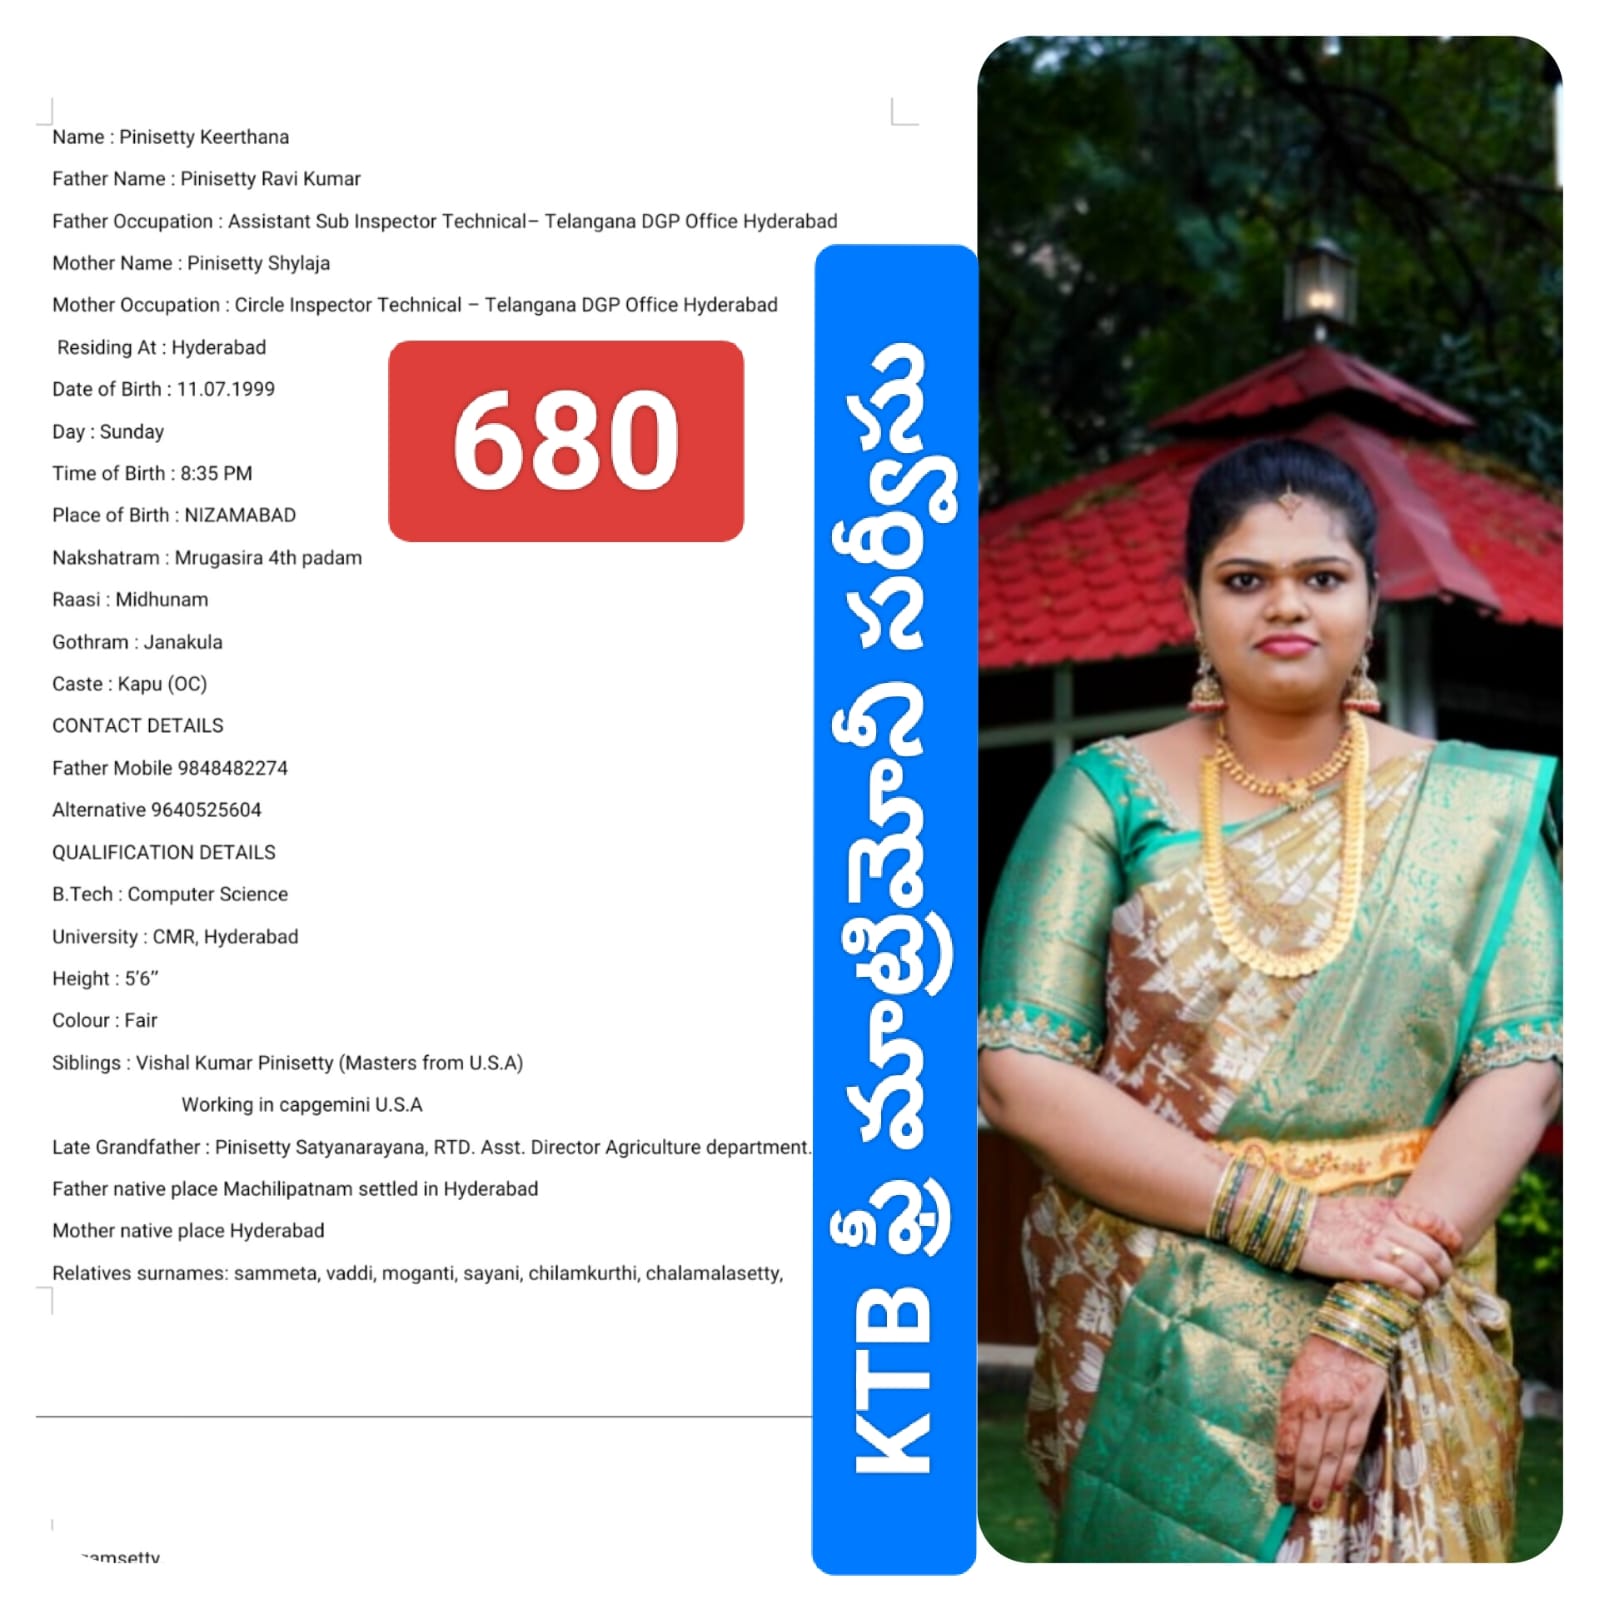 Name : Pinisetty Keerthana
Father Name : Pinisetty Ravi Kumar
Father Occupation : Assistant Sub Inspector Technical– Telangana DGP Office Hyderabad
Mother Name : Pinisetty Shylaja
Mother Occupation : Circle Inspector Technical – Telangana DGP Office Hyderabad
Residing At : Hyderabad
Date of Birth : 11.07.1999
Day : Sunday
Time of Birth : 8:35 PM
Place of Birth : NIZAMABAD
Nakshatram : Mrugasira 4th padam
Raasi : Midhunam
Gothram : Janakula
Caste : Kapu (OC)
CONTACT DETAILS
Father Mobile 9848482274
Alternative 9640525604
QUALIFICATION DETAILS
B.Tech : Computer Science
University : CMR, Hyderabad
Height : 5’6”
Colour : Fair
Siblings : Vishal Kumar Pinisetty (Masters from U.S.A)
Working in capgemini U.S.A
Late Grandfather : Pinisetty Satyanarayana, RTD. Asst. Director Agriculture department.
Father native place Machilipatnam settled in Hyderabad
Mother native place Hyderabad
Relatives surnames: sammeta, vaddi, moganti, sayani, chilamkurthi, chalamalasetty,
680
KTB ఫ్రీ మాట్రిమోనీ సర్వీసు